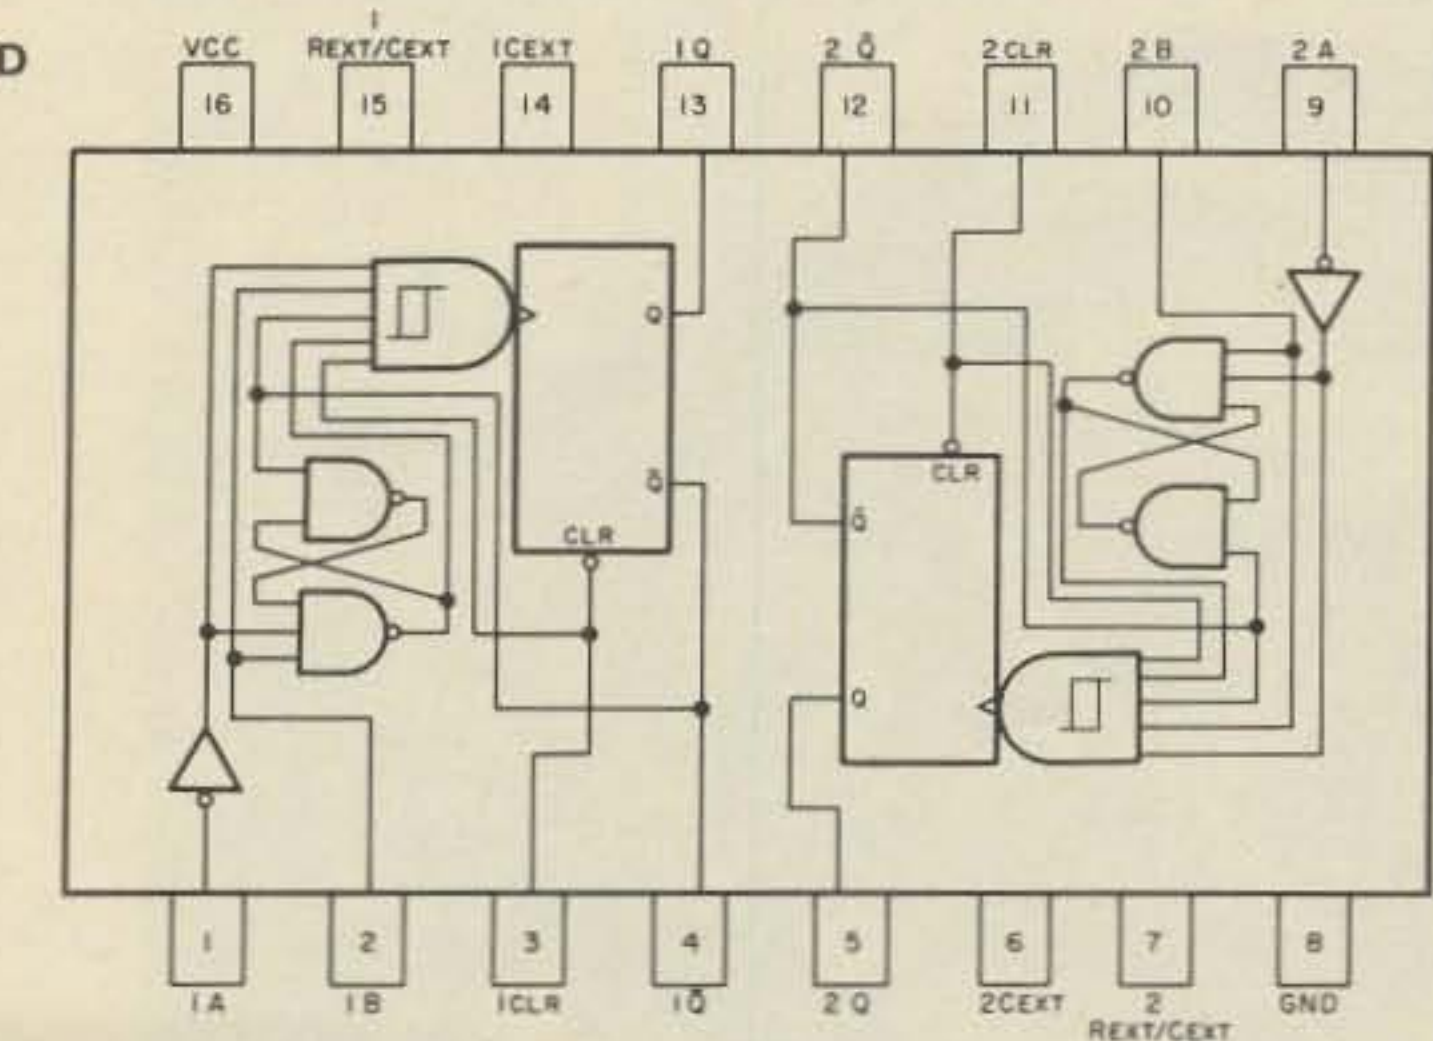 D
1
VCC REXT/CEXT 1CEXT 1Q 2Q̄ 2CLR 2B 2A
16 15 14 13 12 11 10 9
Q
Q̄
CLR
CLR
Q̄
Q
1 2 3 4 5 6 7 8
1A 1B 1CLR 1Q̄ 2Q 2CEXT 2 GND
REXT/CEXT